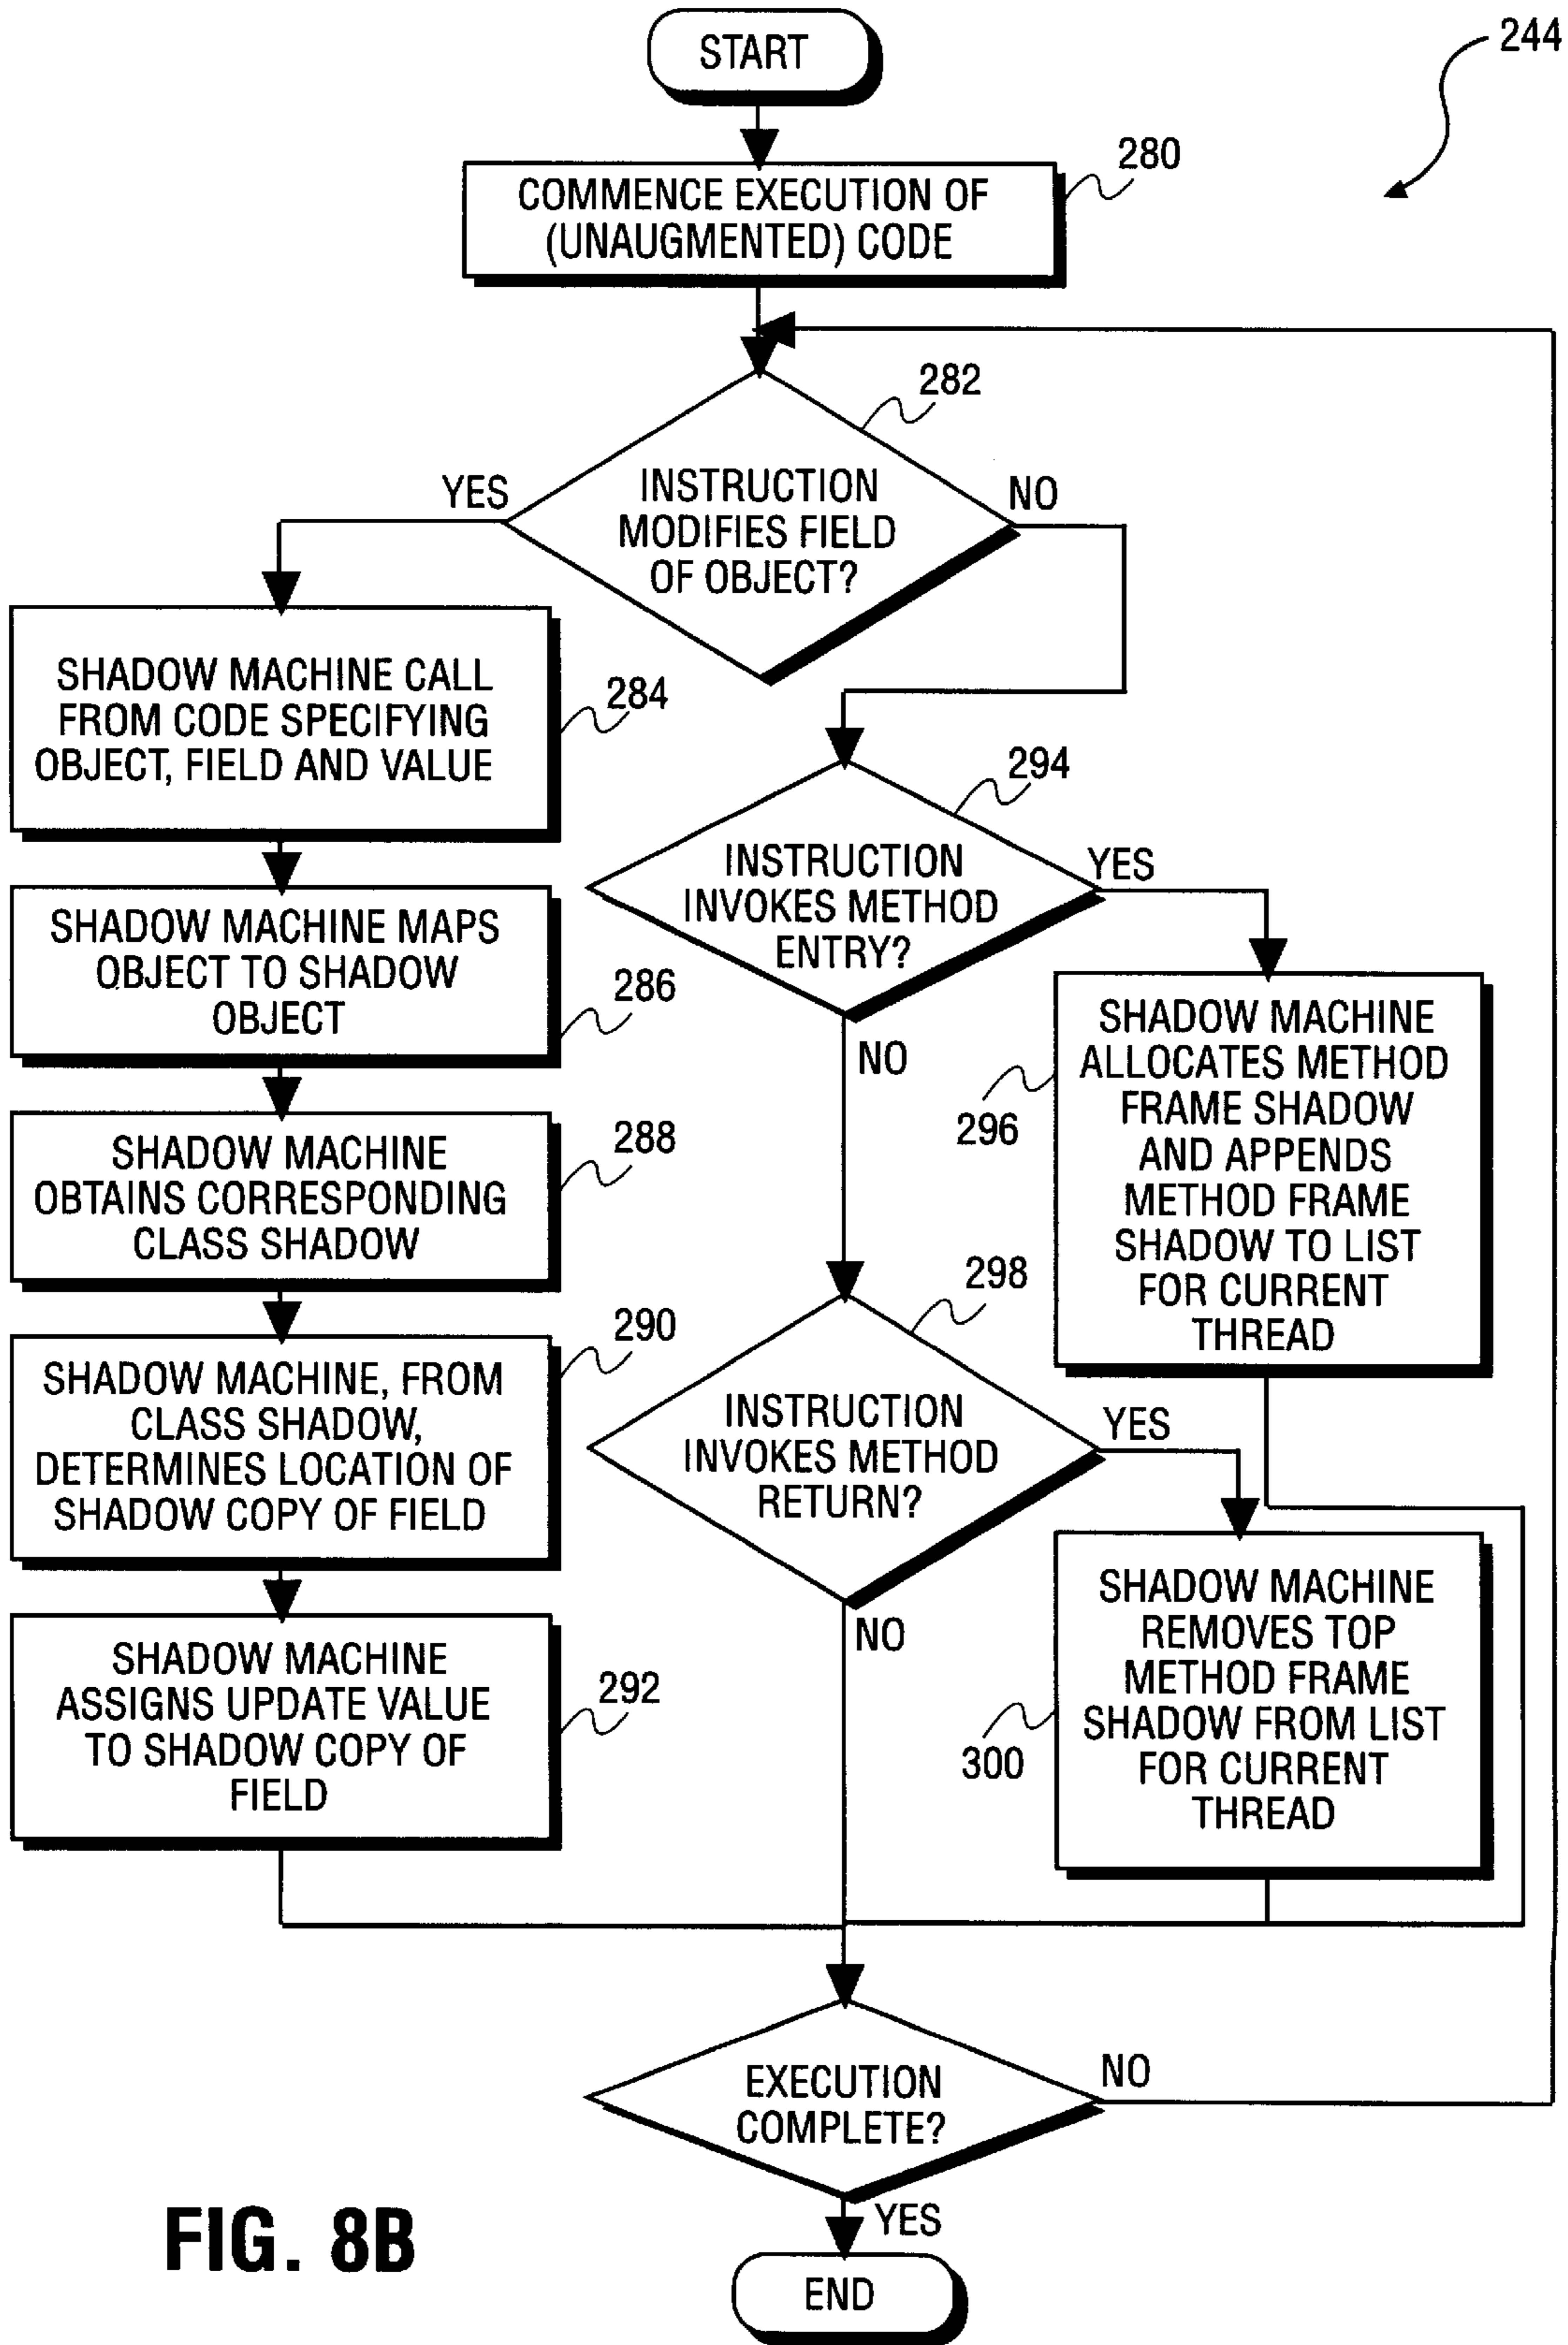 START
244
280
COMMENCE EXECUTION OF
(UNAUGMENTED) CODE
282
YES
INSTRUCTION
MODIFIES FIELD
OF OBJECT?
NO
SHADOW MACHINE CALL
FROM CODE SPECIFYING
OBJECT, FIELD AND VALUE
284
294
INSTRUCTION
INVOKES METHOD
ENTRY?
YES
NO
SHADOW MACHINE MAPS
OBJECT TO SHADOW
OBJECT
286
SHADOW MACHINE
ALLOCATES METHOD
FRAME SHADOW
AND APPENDS
METHOD FRAME
SHADOW TO LIST
FOR CURRENT
THREAD
296
SHADOW MACHINE
OBTAINS CORRESPONDING
CLASS SHADOW
288
298
SHADOW MACHINE, FROM
CLASS SHADOW,
DETERMINES LOCATION OF
SHADOW COPY OF FIELD
290
INSTRUCTION
INVOKES METHOD
RETURN?
YES
NO
SHADOW MACHINE
REMOVES TOP
METHOD FRAME
SHADOW FROM LIST
FOR CURRENT
THREAD
300
SHADOW MACHINE
ASSIGNS UPDATE VALUE
TO SHADOW COPY OF
FIELD
292
EXECUTION
COMPLETE?
NO
YES
END
FIG. 8B